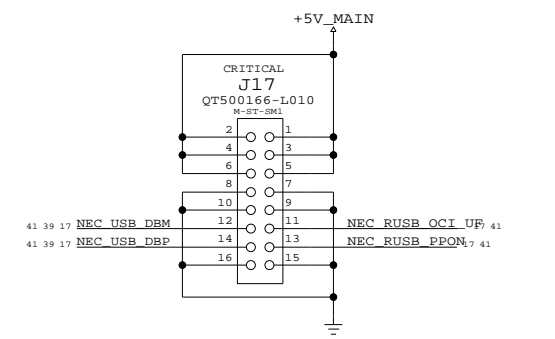 +5V_MAIN
CRITICAL
J17
QT500166-L010
M-ST-SM1
2 1
4 3
6 5
8 7
10 9
41 39 17 NEC_USB_DBM 12 11 NEC_RUSB_OCI_UF 17 41
41 39 17 NEC_USB_DBP 14 13 NEC_RUSB_PPON 17 41
16 15